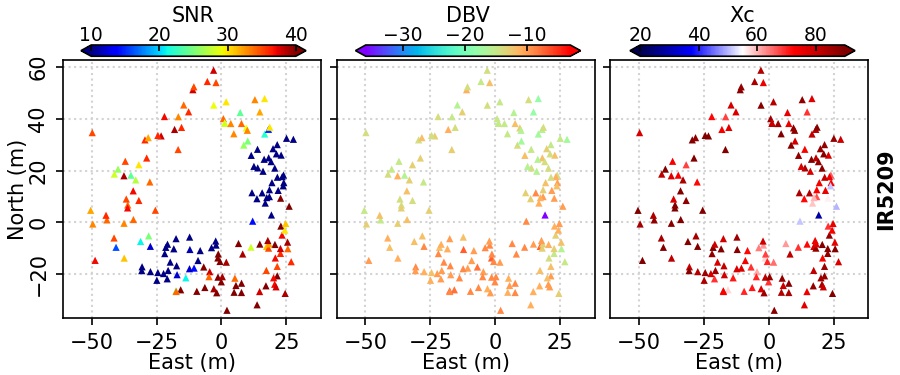 SNR DBV Xc
10 20 30 40 −30 −20 −10 20 40 60 80
60
40
20
0
−20
North (m)
IR5209
−50 −25 0 25 −50 −25 0 25 −50 −25 0 25
East (m) East (m) East (m)